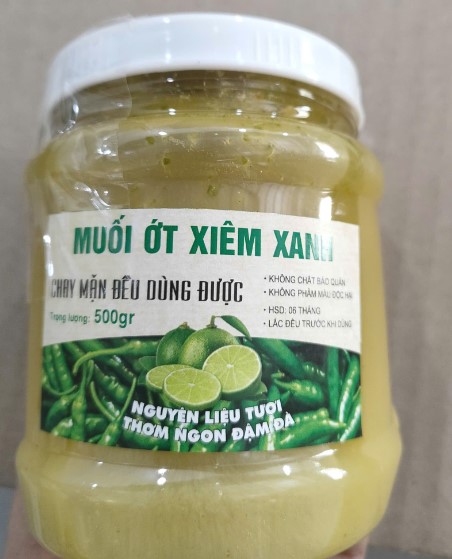 MUỐI ỚT XIÊM XANH
CHAY MẶN ĐỀU DÙNG ĐƯỢC
Trọng lượng: 500gr
• KHÔNG CHẤT BẢO QUẢN
• KHÔNG PHẨM MÀU ĐỘC HẠI
• HSD: 06 THÁNG
• LẮC ĐỀU TRƯỚC KHI DÙNG
NGUYÊN LIỆU TƯƠI
THƠM NGON ĐẬM ĐÀ